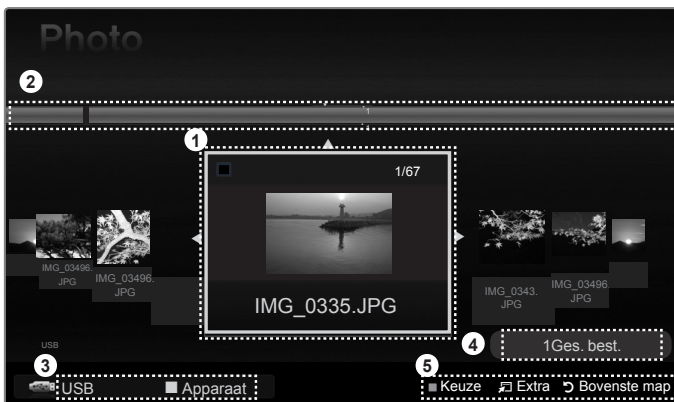 Photo
2
1
1
1/67
IMG_0335.JPG
IMG_03496.
JPG
IMG_03496.
JPG
IMG_0343.
JPG
IMG_03496
JPG
USB
4
1Ges. best.
3
5
USB
Apparaat
Keuze
Extra
Bovenste map